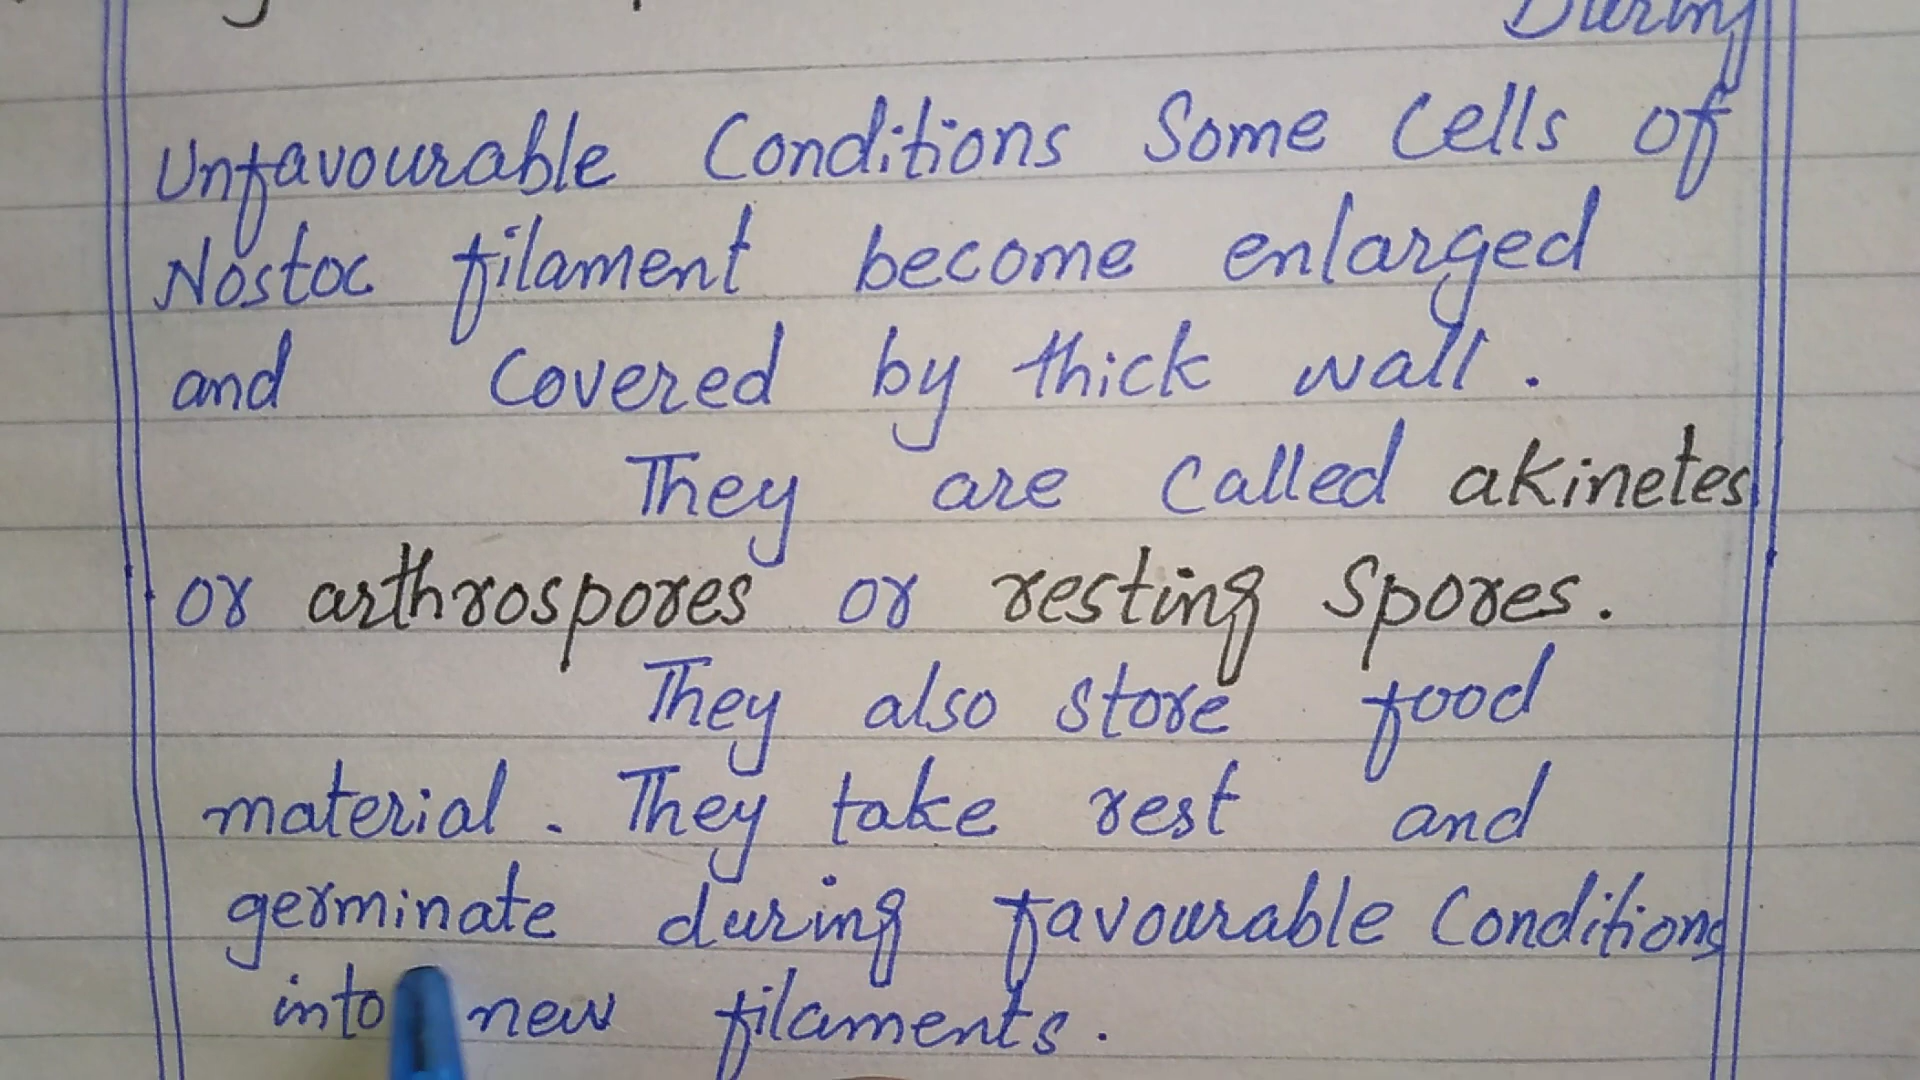 During
Unfavourable Conditions Some Cells of
Nostoc filament become enlarged
and Covered by thick wall.
They are Called akinetes
or arthrospores or resting Spores.
They also store food
material. They take rest and
germinate during favourable Conditions
into new filaments.